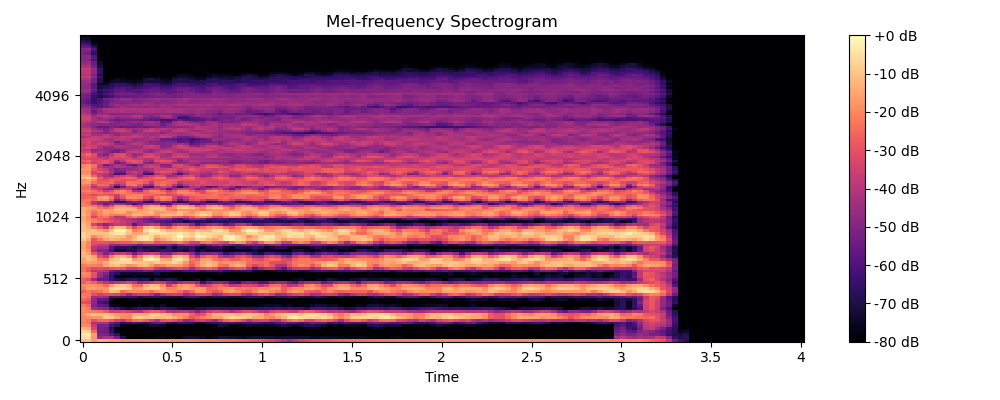 Mel-frequency Spectrogram
Hz
4096
2048
1024
512
0
0
0.5
1
1.5
2
2.5
3
3.5
4
Time
+0 dB
-10 dB
-20 dB
-30 dB
-40 dB
-50 dB
-60 dB
-70 dB
-80 dB